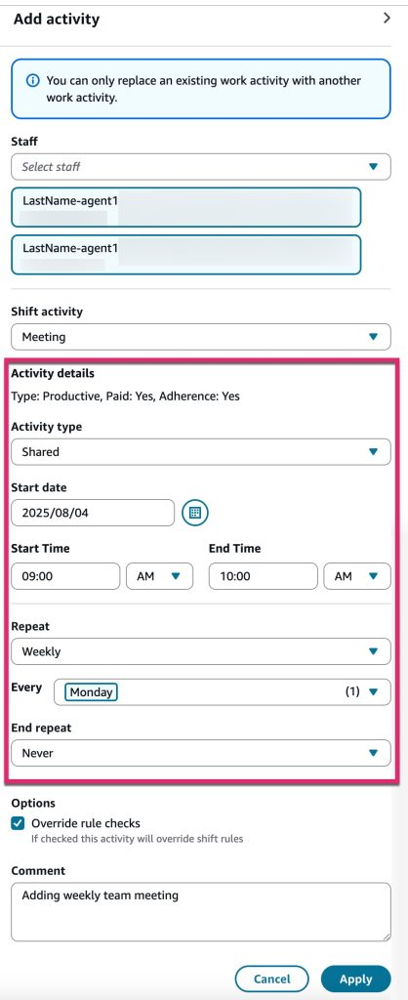 Add activity
You can only replace an existing work activity with another
work activity.
Staff
Select staff
LastName-agent1
LastName-agent1
Shift activity
Meeting
Activity details
Type: Productive, Paid: Yes, Adherence: Yes
Activity type
Shared
Start date
2025/08/04
Start Time End Time
09:00 AM 10:00 AM
Repeat
Weekly
Every Monday (1)
End repeat
Never
Options
Override rule checks
If checked this activity will override shift rules
Comment
Adding weekly team meeting
Cancel Apply